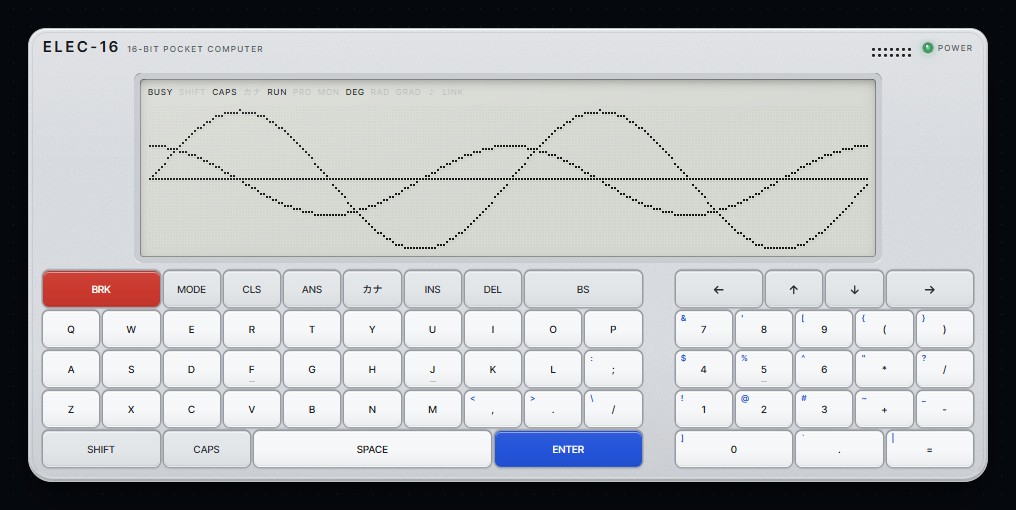 ELEC-16 16-BIT POCKET COMPUTER POWER
BUSY SHIFT CAPS カナ RUN PRO MON DEG RAD GRAD ♪ LINK
BRK MODE CLS ANS カナ INS DEL BS ← ↑ ↓ →
Q W E R T Y U I O P & 7 ' 8 [ 9 { ( } )
A S D F G H J K L : ; $ 4 % 5 ^ 6 " * ? /
Z X C V B N M < , > . \ / ! 1 @ 2 # 3 ~ + _ -
SHIFT CAPS SPACE ENTER ] 0 ` . | =